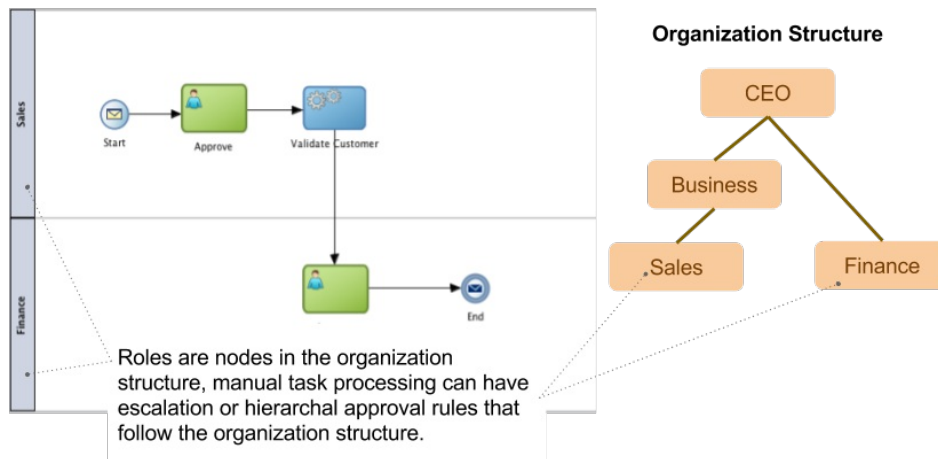 Organization Structure
CEO
Business
Sales
Finance
Sales
Start
Approve
Validate Customer
Finance
End
Roles are nodes in the organization
structure, manual task processing can have
escalation or hierarchal approval rules that
follow the organization structure.